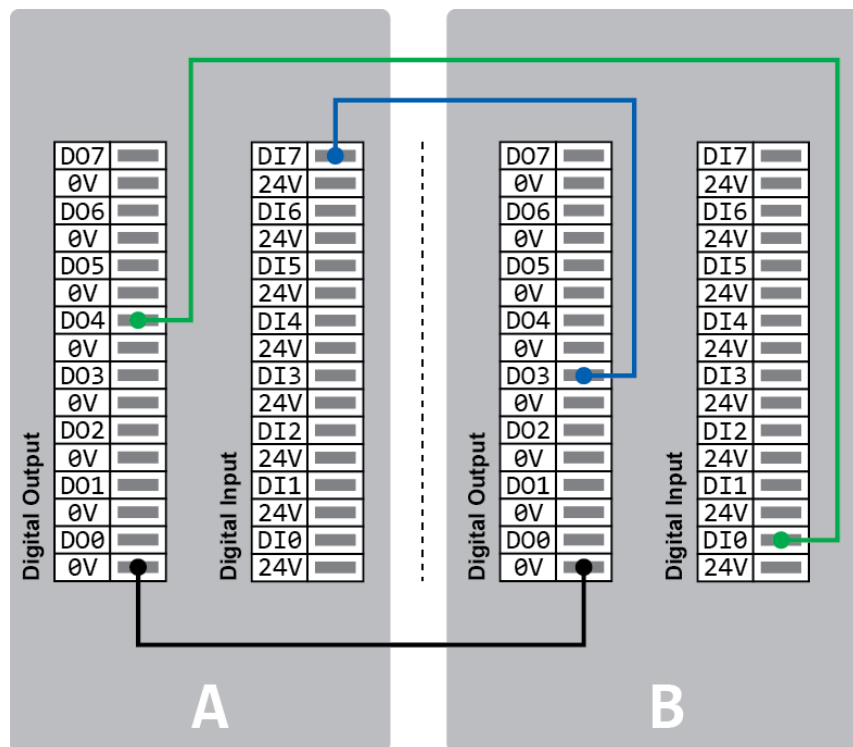 Digital Output
DO7
0V
DO6
0V
DO5
0V
DO4
0V
DO3
0V
DO2
0V
DO1
0V
DO0
0V
Digital Input
DI7
24V
DI6
24V
DI5
24V
DI4
24V
DI3
24V
DI2
24V
DI1
24V
DI0
24V
A
Digital Output
DO7
0V
DO6
0V
DO5
0V
DO4
0V
DO3
0V
DO2
0V
DO1
0V
DO0
0V
Digital Input
DI7
24V
DI6
24V
DI5
24V
DI4
24V
DI3
24V
DI2
24V
DI1
24V
DI0
24V
B